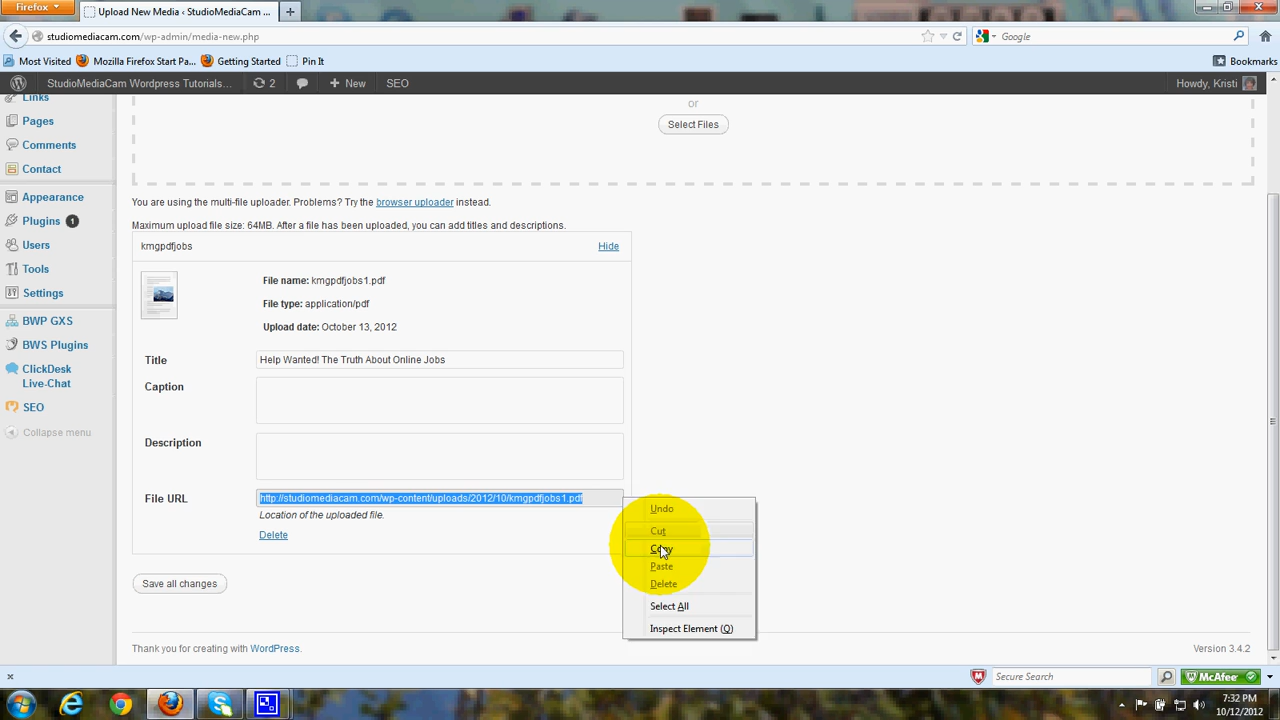 Firefox
Upload New Media ‹ StudioMediaCam ...
studiomediacam.com/wp-admin/media-new.php
Google
Most Visited
Mozilla Firefox Start Pa...
Getting Started
Pin It
Bookmarks
StudioMediaCam Wordpress Tutorials...
2
New
SEO
Howdy, Kristi
Links
Pages
Comments
Contact
Appearance
Plugins 1
Users
Tools
Settings
BWP GXS
BWS Plugins
ClickDesk
Live-Chat
SEO
Collapse menu
or
Select Files
You are using the multi-file uploader. Problems? Try the browser uploader instead.
Maximum upload file size: 64MB. After a file has been uploaded, you can add titles and descriptions.
kmgpdfjobs
Hide
File name: kmgpdfjobs1.pdf
File type: application/pdf
Upload date: October 13, 2012
Title
Help Wanted! The Truth About Online Jobs
Caption
Description
File URL
http://studiomediacam.com/wp-content/uploads/2012/10/kmgpdfjobs1.pdf
Location of the uploaded file.
Delete
Save all changes
Undo
Cut
Copy
Paste
Delete
Select All
Inspect Element (Q)
Thank you for creating with WordPress.
Version 3.4.2
Secure Search
McAfee
7:32 PM
10/12/2012